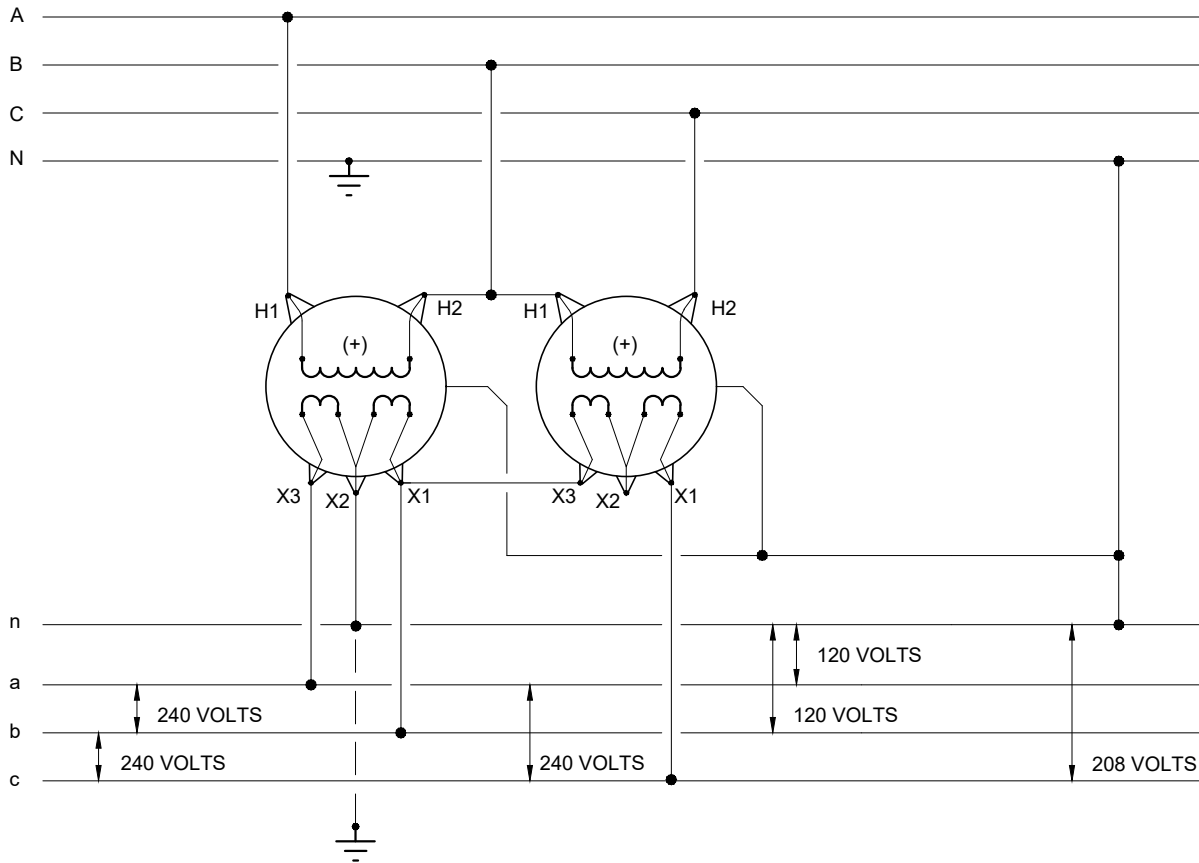 A
B
C
N
H1
H2
H1
H2
(+)
(+)
X3
X2
X1
X3
X2
X1
n
120 VOLTS
a
240 VOLTS
120 VOLTS
b
240 VOLTS
240 VOLTS
208 VOLTS
c